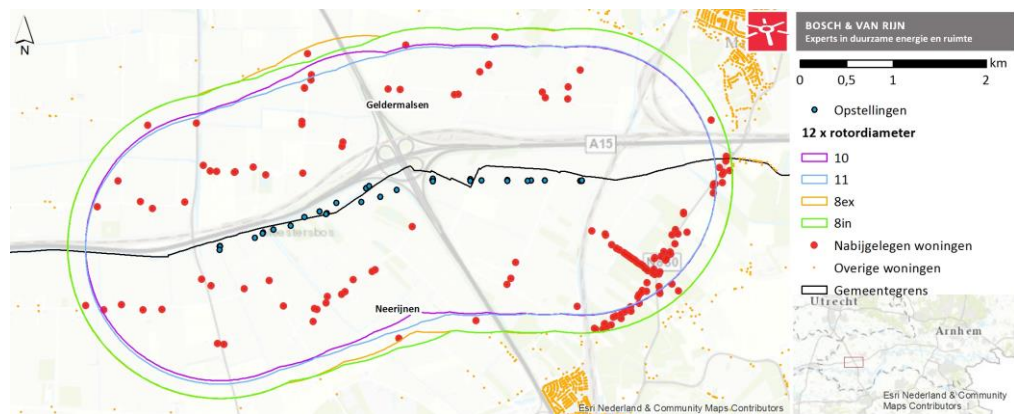 N
Geldermalsen
A15
Neerijnen
Esri Nederland & Community Maps Contributors
BOSCH & VAN RIJN
Experts in duurzame energie en ruimte
km
0 0,5 1 2
Opstellingen
12 x rotordiameter
10
11
8ex
8in
Nabijgelegen woningen
Overige woningen
Gemeentegrens
Utrecht
Arnhem
Esri Nederland & Community
Maps Contributors